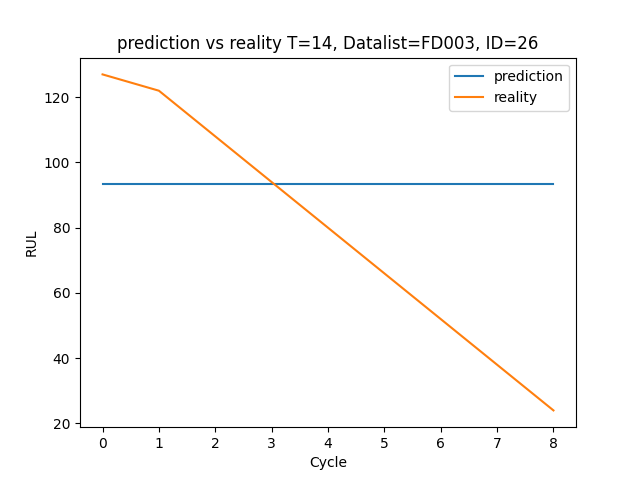 prediction vs reality T=14, Datalist=FD003, ID=26
prediction
reality
120
100
80
60
40
20
RUL
0 1 2 3 4 5 6 7 8
Cycle